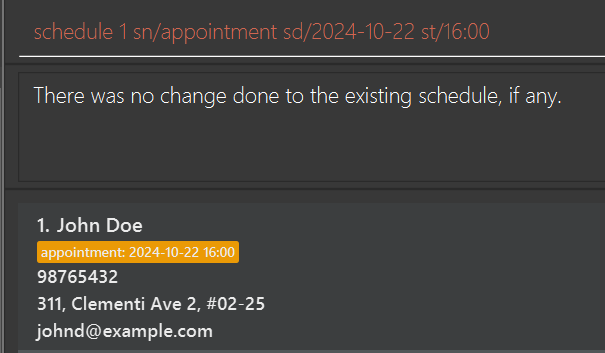 schedule 1 sn/appointment sd/2024-10-22 st/16:00
There was no change done to the existing schedule, if any.
1. John Doe
appointment: 2024-10-22 16:00
98765432
311, Clementi Ave 2, #02-25
johnd@example.com